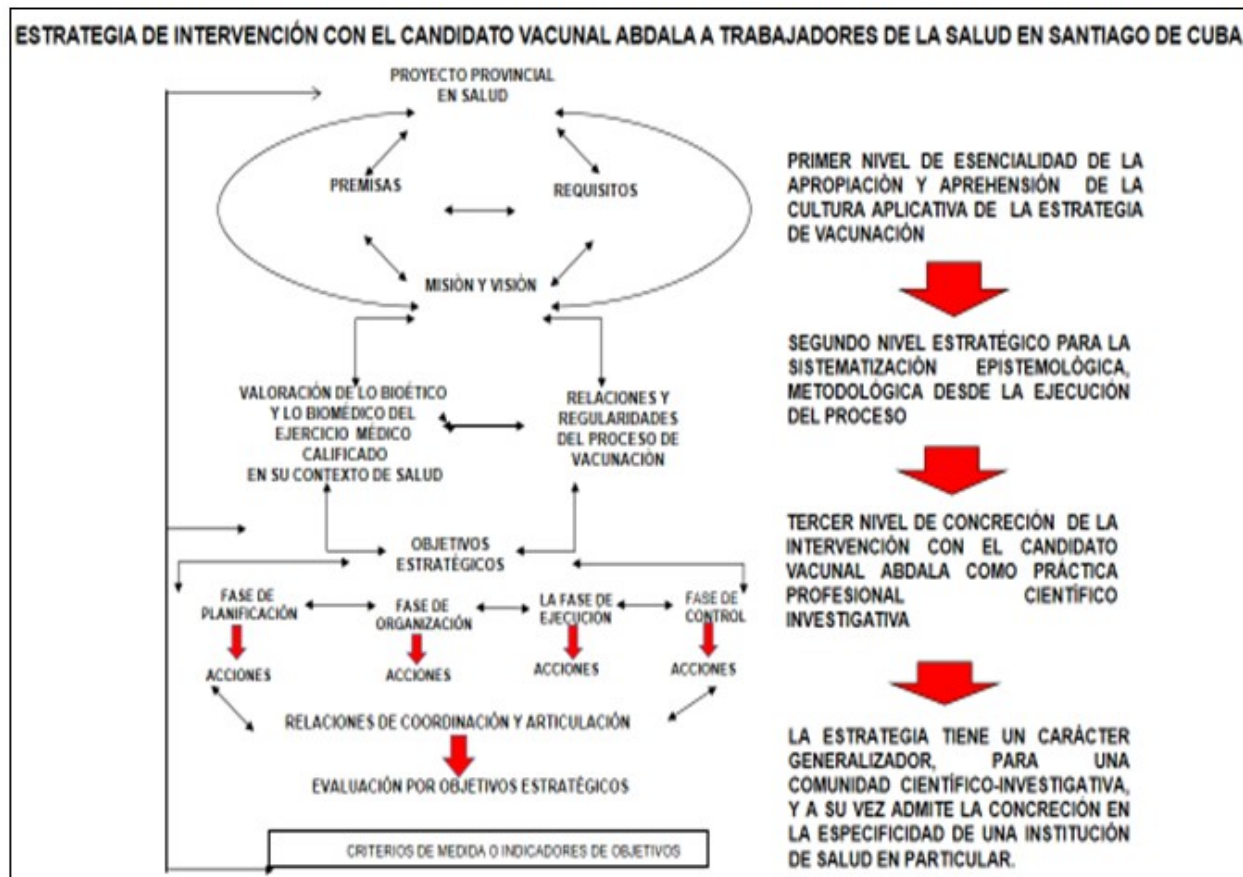 ESTRATEGIA DE INTERVENCIÓN CON EL CANDIDATO VACUNAL ABDALA A TRABAJADORES DE LA SALUD EN SANTIAGO DE CUBA
PROYECTO PROVINCIAL
EN SALUD
PREMISAS
REQUISITOS
MISIÒN Y VISIÓN
VALORACIÓN DE LO BIOÉTICO
Y LO BIOMÉDICO DEL
EJERCICIO MÉDICO
CALIFICADO
EN SU CONTEXTO DE SALUD
RELACIONES Y
REGULARIDADES
DEL PROCESO DE
VACUNACIÓN
OBJETIVOS
ESTRATÉGICOS
FASE DE
PLANIFICACIÓN
FASE DE
ORGANIZACIÓN
LA FASE DE
EJECUCIÓN
FASE DE
CONTROL
ACCIONES
ACCIONES
ACCIONES
ACCIONES
RELACIONES DE COORDINACIÓN Y ARTICULACIÓN
EVALUACIÓN POR OBJETIVOS ESTRATÉGICOS
CRITERIOS DE MEDIDA O INDICADORES DE OBJETIVOS
PRIMER NIVEL DE ESENCIALIDAD DE LA
APROPIACIÒN Y APREHENSIÓN DE LA
CULTURA APLICATIVA DE LA ESTRATEGIA
DE VACUNACIÓN
SEGUNDO NIVEL ESTRATÉGICO PARA LA
SISTEMATIZACIÓN EPISTEMOLÓGICA,
METODOLÓGICA DESDE LA EJECUCIÓN
DEL PROCESO
TERCER NIVEL DE CONCRECIÓN DE LA
INTERVENCIÓN CON EL CANDIDATO
VACUNAL ABDALA COMO PRÁCTICA
PROFESIONAL CIENTÍFICO
INVESTIGATIVA
LA ESTRATEGIA TIENE UN CARÁCTER
GENERALIZADOR, PARA UNA
COMUNIDAD CIENTÍFICO-INVESTIGATIVA,
Y A SU VEZ ADMITE LA CONCRECIÓN EN
LA ESPECIFICIDAD DE UNA INSTITUCIÓN
DE SALUD EN PARTICULAR.